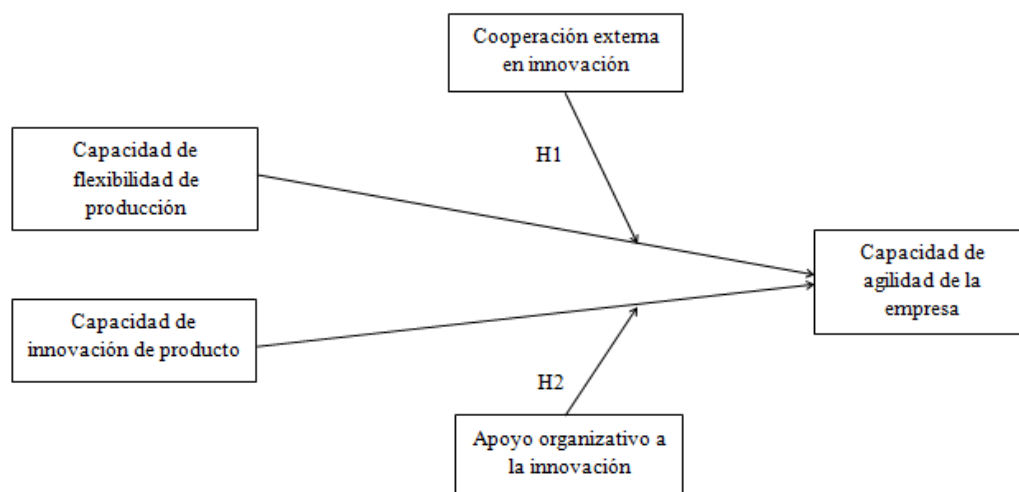 Cooperación externa
en innovación
H1
Capacidad de
flexibilidad de
producción
Capacidad de
agilidad de la
empresa
Capacidad de
innovación de producto
H2
Apoyo organizativo a
la innovación